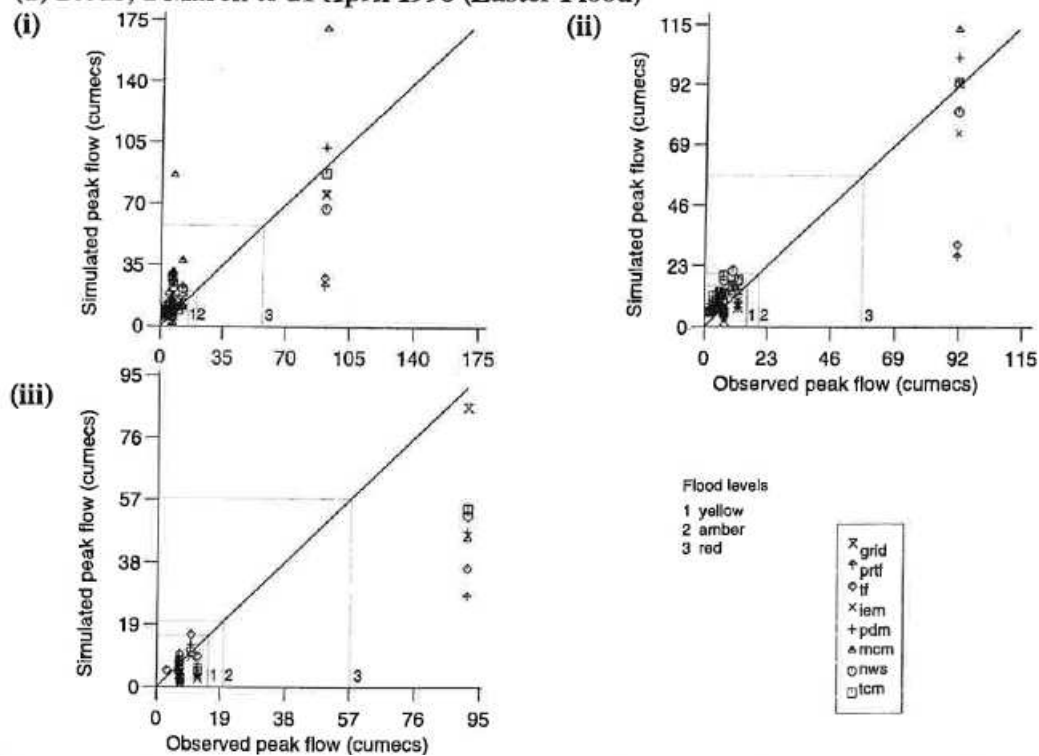 April 1998 (Easter Flood)
(i)
Simulated peak flow (cumecs)
175
140
105
70
35
0
1 2 3
0 35 70 105 140 175
(ii)
Simulated peak flow (cumecs)
115
92
69
46
23
0
1 2 3
0 23 46 69 92 115
Observed peak flow (cumecs)
(iii)
Simulated peak flow (cumecs)
95
76
57
38
19
0
1 2 3
0 19 38 57 76 95
Observed peak flow (cumecs)
Flood levels
1 yellow
2 amber
3 red
grid
prtf
tf
iem
pdm
mcm
nws
tcm